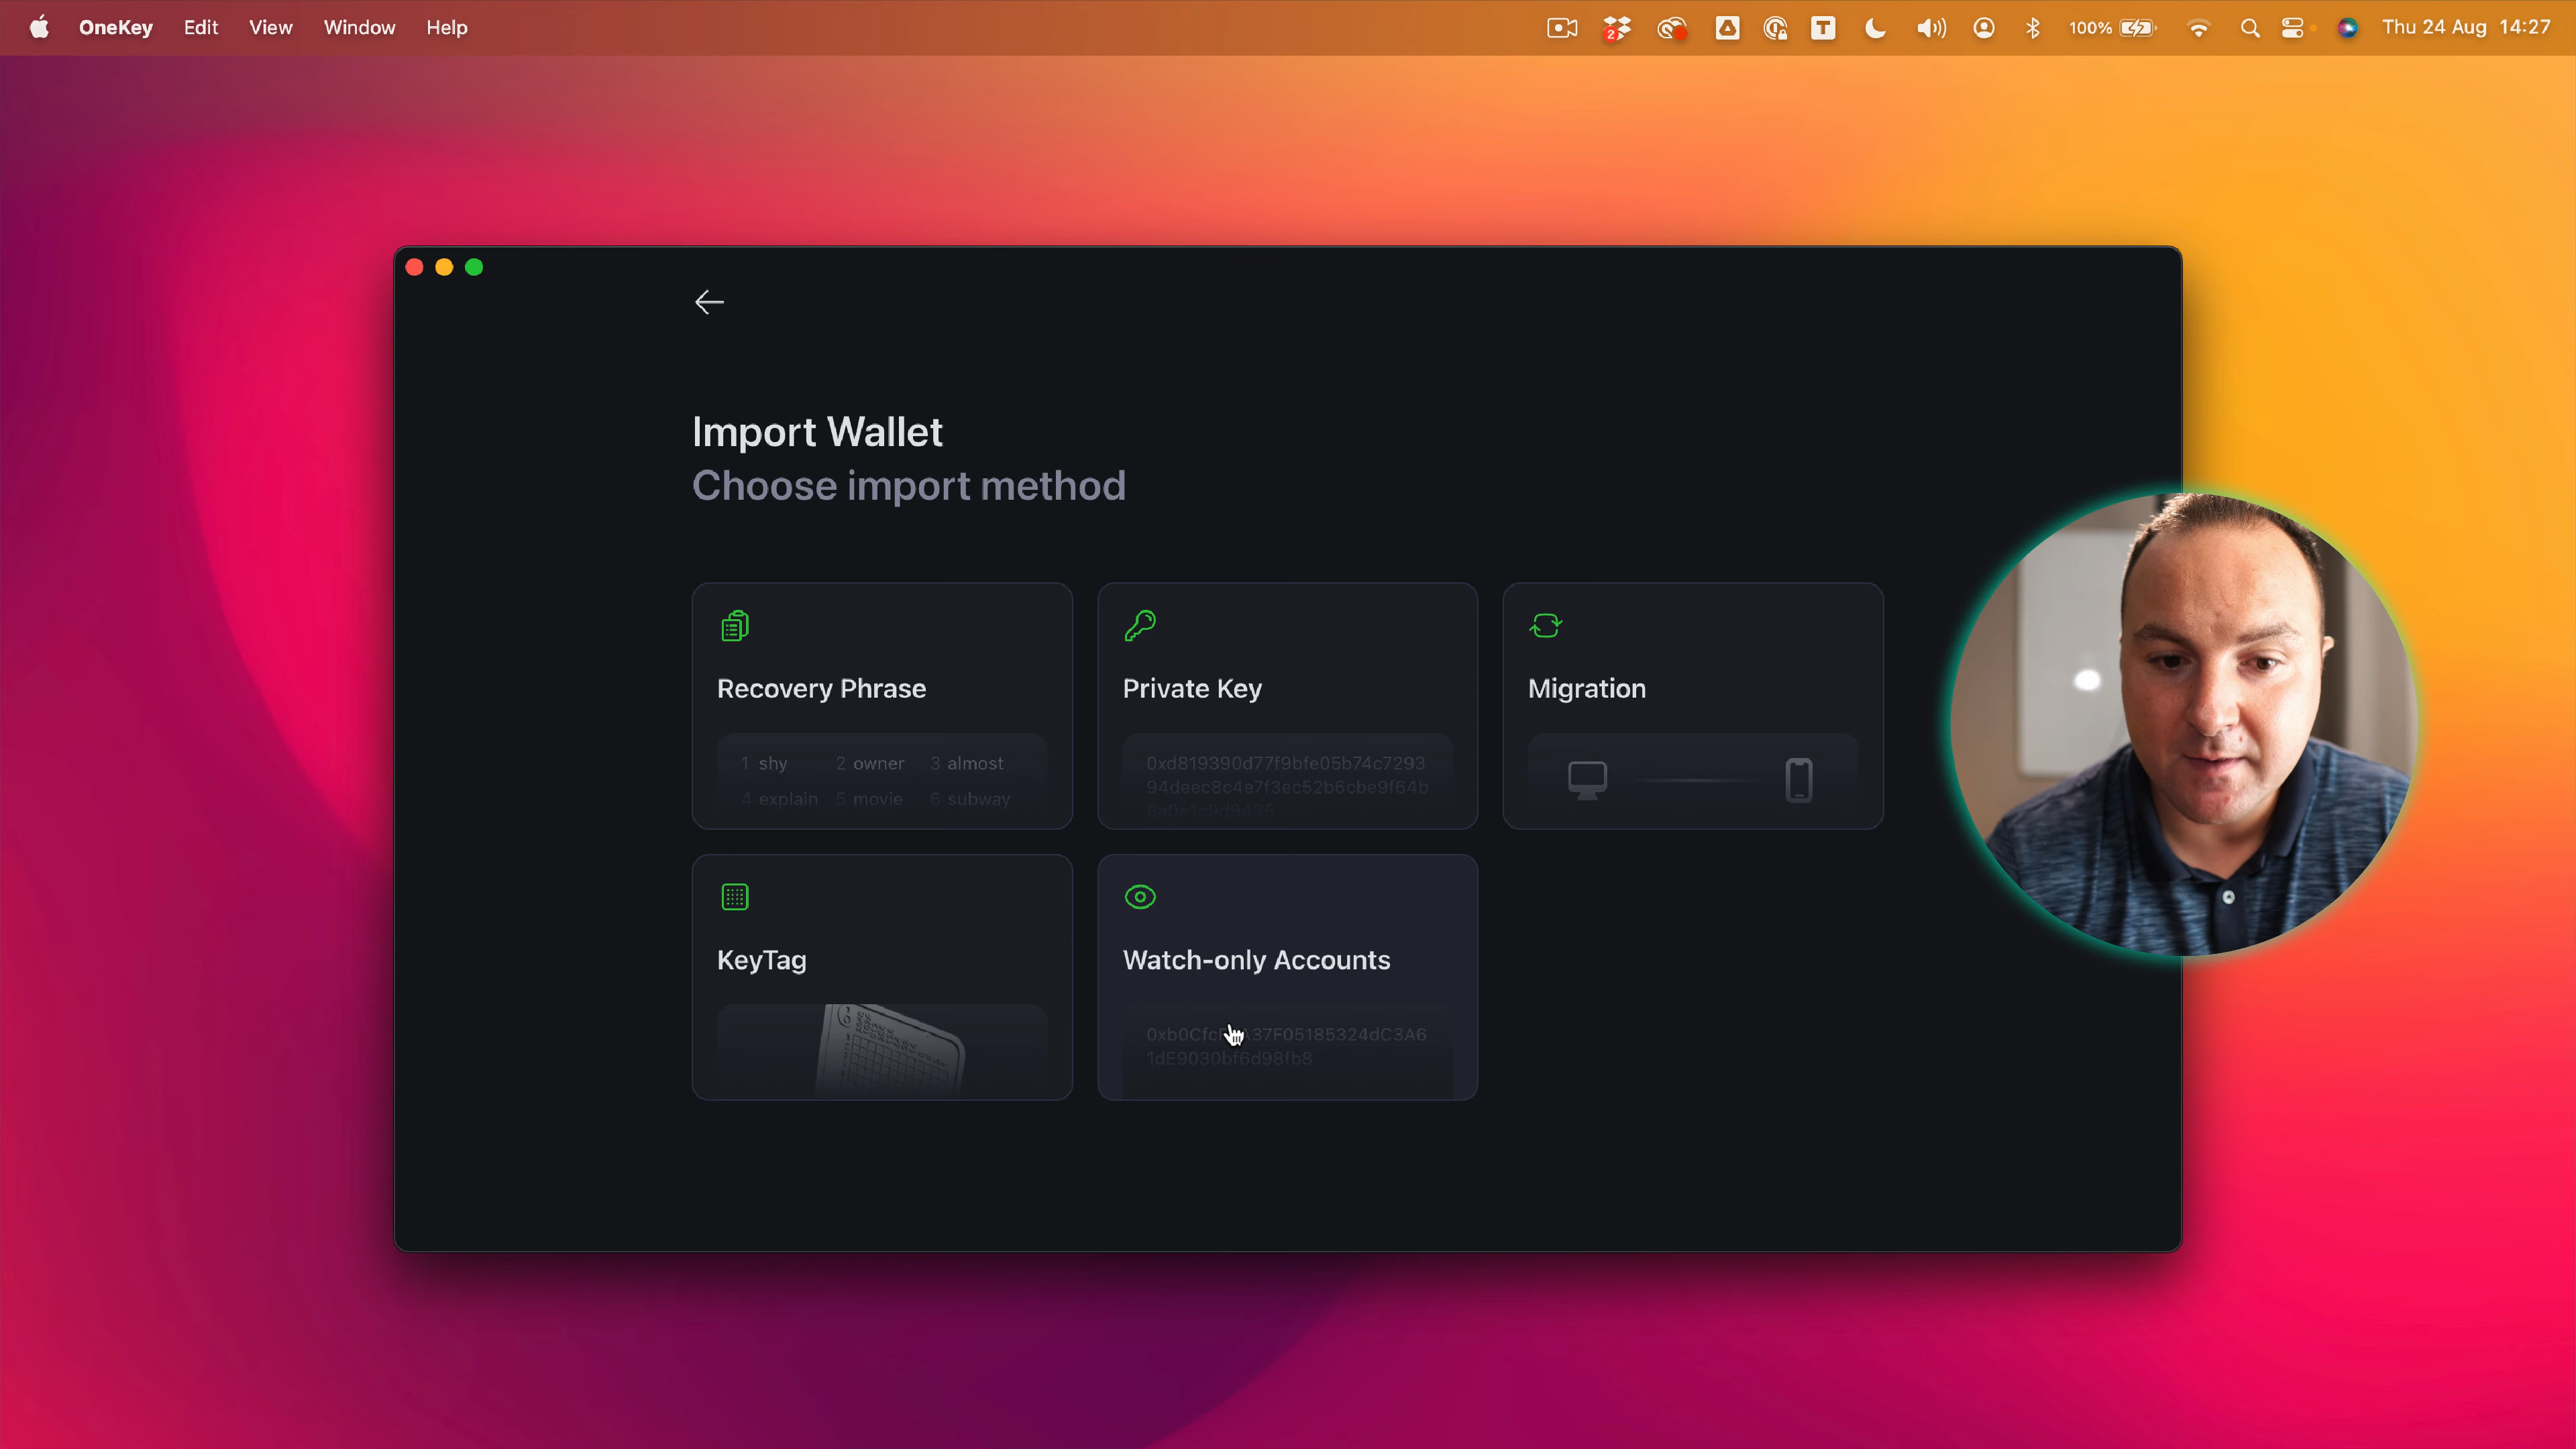 OneKey Edit View Window Help
2 100% Thu 24 Aug 14:27
Import Wallet
Choose import method
Recovery Phrase
1 shy 2 owner 3 almost
4 explain 5 movie 6 subway
Private Key
0xd819390d77f9bfe05b74c7293
94deec8c4e7f3ec52b6cbe9f64b
Migration
KeyTag
Watch-only Accounts
1dE9030bf6d98fb8